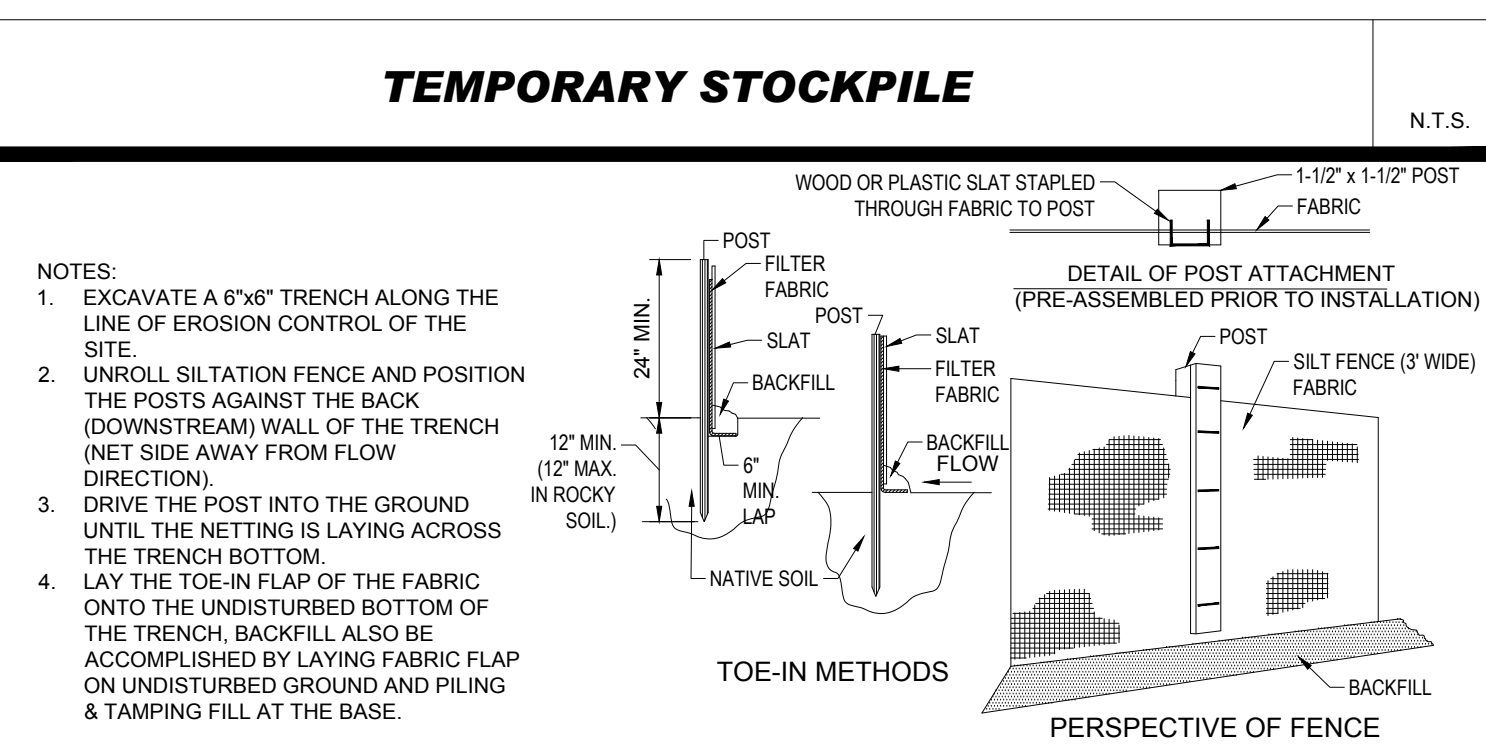 TEMPORARY STOCKPILE
N.T.S.
NOTES:
1. EXCAVATE A 6"x6" TRENCH ALONG THE
LINE OF EROSION CONTROL OF THE
SITE.
2. UNROLL SILTATION FENCE AND POSITION
THE POSTS AGAINST THE BACK
(DOWNSTREAM) WALL OF THE TRENCH
(NET SIDE AWAY FROM FLOW
DIRECTION).
3. DRIVE THE POST INTO THE GROUND
UNTIL THE NETTING IS LAYING ACROSS
THE TRENCH BOTTOM.
4. LAY THE TOE-IN FLAP OF THE FABRIC
ONTO THE UNDISTURBED BOTTOM OF
THE TRENCH, BACKFILL ALSO BE
ACCOMPLISHED BY LAYING FABRIC FLAP
ON UNDISTURBED GROUND AND PILING
& TAMPING FILL AT THE BASE.
POST
FILTER
FABRIC
24" MIN.
SLAT
BACKFILL
12" MIN.
(12" MAX.
IN ROCKY
SOIL.)
6"
MIN.
LAP
NATIVE SOIL
POST
SLAT
FILTER
FABRIC
BACKFILL
FLOW
TOE-IN METHODS
WOOD OR PLASTIC SLAT STAPLED
THROUGH FABRIC TO POST
1-1/2" x 1-1/2" POST
FABRIC
DETAIL OF POST ATTACHMENT
(PRE-ASSEMBLED PRIOR TO INSTALLATION)
POST
SILT FENCE (3' WIDE)
FABRIC
BACKFILL
PERSPECTIVE OF FENCE